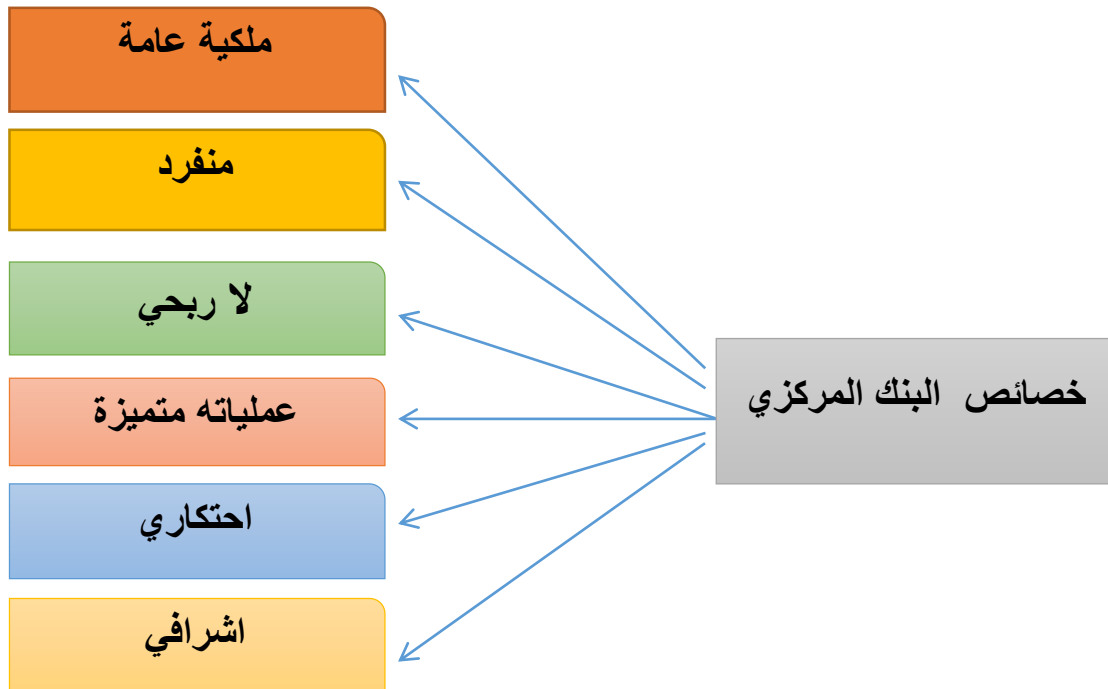 خصائص البنك المركزي
ملكية عامة
منفرد
لا ربحي
عملياته متميزة
احتكاري
اشرافي